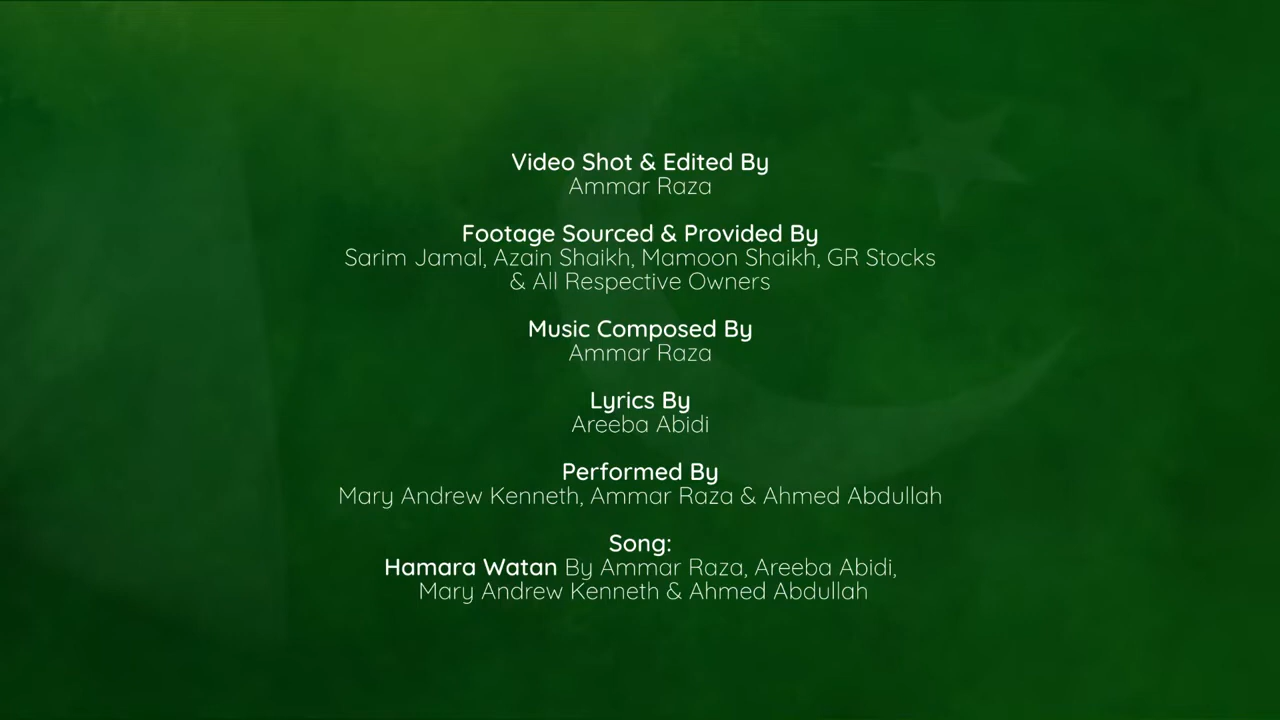 Video Shot & Edited By
Ammar Raza
Footage Sourced & Provided By
Sarim Jamal, Azain Shaikh, Mamoon Shaikh, GR Stocks
& All Respective Owners
Music Composed By
Ammar Raza
Lyrics By
Areeba Abidi
Performed By
Mary Andrew Kenneth, Ammar Raza & Ahmed Abdullah
Song:
Hamara Watan By Ammar Raza, Areeba Abidi,
Mary Andrew Kenneth & Ahmed Abdullah